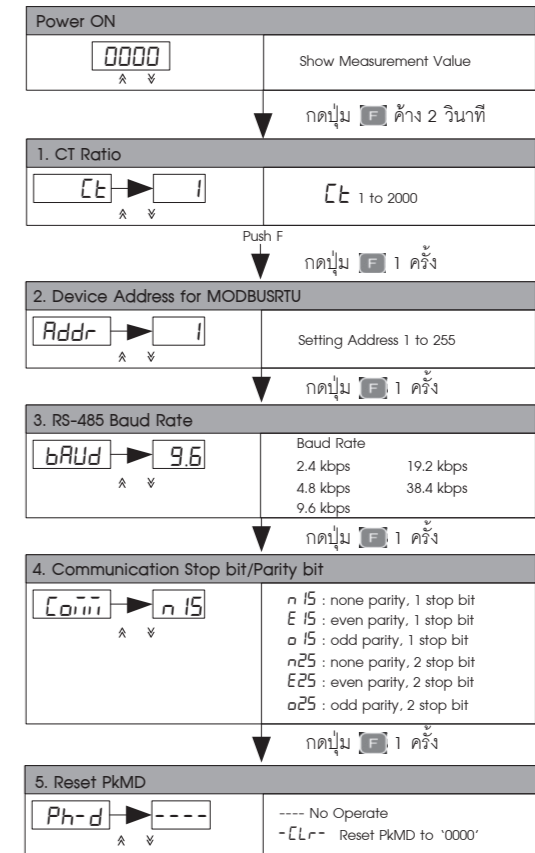 Power ON
0000
Show Measurement Value
กดปุ่ม F ค้าง 2 วินาที
1. CT Ratio
Ct 1
Ct 1 to 2000
Push F
กดปุ่ม F 1 ครั้ง
2. Device Address for MODBUSRTU
Addr 1
Setting Address 1 to 255
กดปุ่ม F 1 ครั้ง
3. RS-485 Baud Rate
bAUd 9.6
Baud Rate
2.4 kbps 19.2 kbps
4.8 kbps 38.4 kbps
9.6 kbps
กดปุ่ม F 1 ครั้ง
4. Communication Stop bit/Parity bit
Comm n 1S
n 1S : none parity, 1 stop bit
E 1S : even parity, 1 stop bit
o 1S : odd parity, 1 stop bit
n2S : none parity, 2 stop bit
E2S : even parity, 2 stop bit
o2S : odd parity, 2 stop bit
กดปุ่ม F 1 ครั้ง
5. Reset PkMD
Ph-d ----
---- No Operate
-CLr- Reset PkMD to '0000'